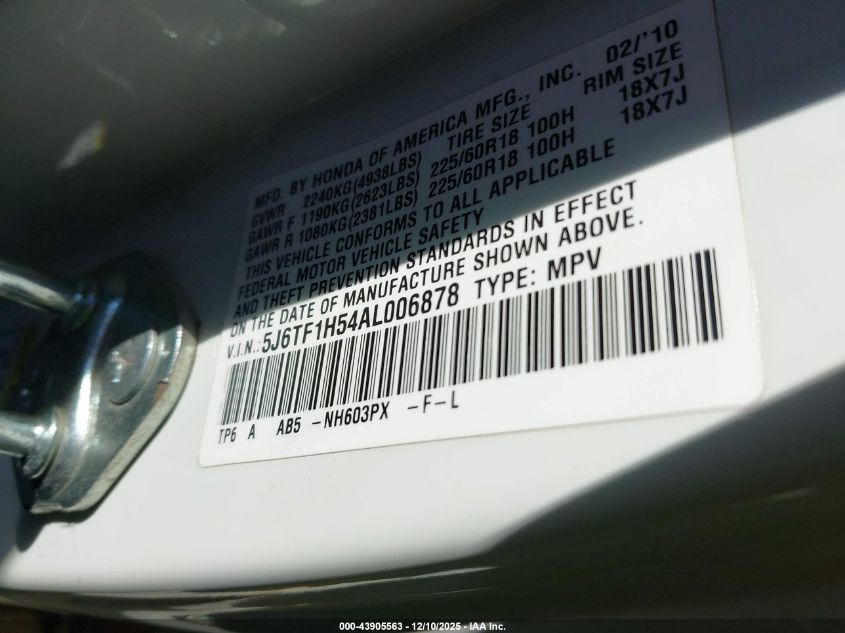 MFD. BY HONDA OF AMERICA MFG., INC. 02/'10
GVWR 2240KG(4938LBS) TIRE SIZE RIM SIZE
GAWR F 1190KG(2623LBS) 225/60R18 100H 18X7J
GAWR R 1080KG(2381LBS) 225/60R18 100H 18X7J
THIS VEHICLE CONFORMS TO ALL APPLICABLE
FEDERAL MOTOR VEHICLE SAFETY
AND THEFT PREVENTION STANDARDS IN EFFECT
ON THE DATE OF MANUFACTURE SHOWN ABOVE.
V.I.N.: 5J6TF1H54AL006878 TYPE: MPV
TP6 A AB5 -NH603PX -F-L
000-43905563 - 12/10/2025 - IAA Inc.